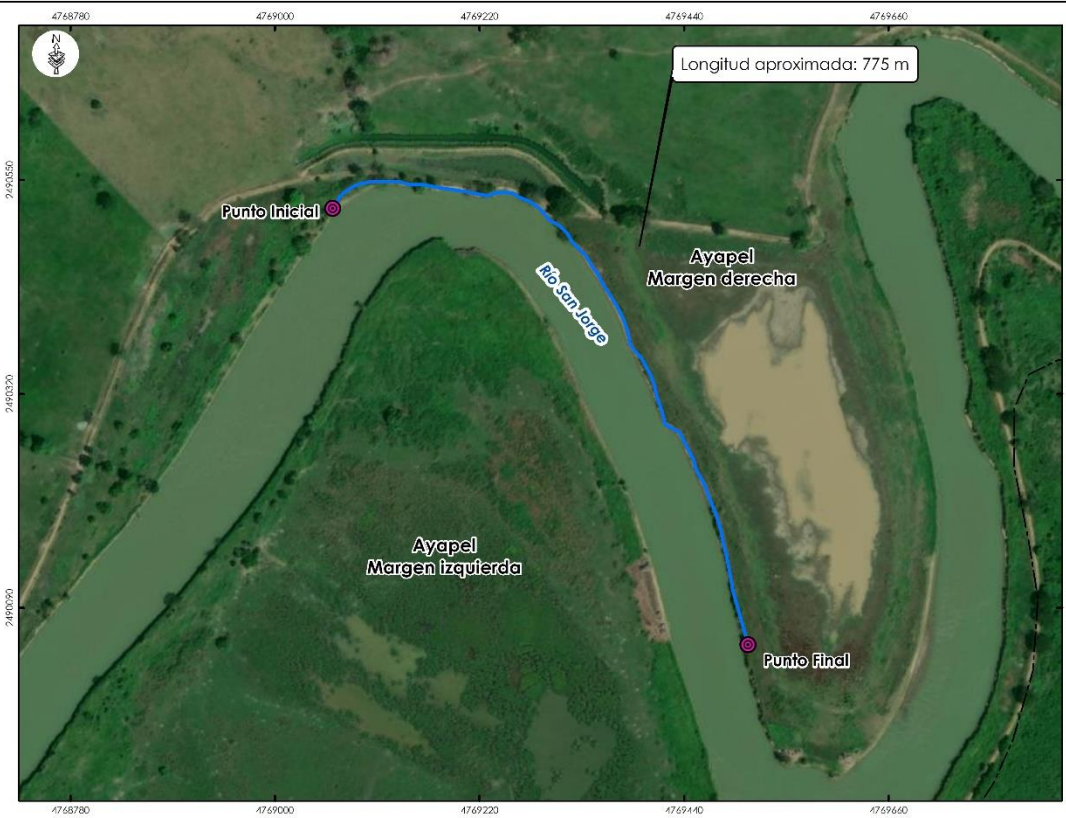 4768780 4769000 4769220 4769440 4769660
N
Longitud aproximada: 775 m
2490550
Punto Inicial
Ayapel
Margen derecha
Río San Jorge
2490320
Ayapel
Margen izquierda
2490090
Punto Final
4768780 4769000 4769220 4769440 4769660